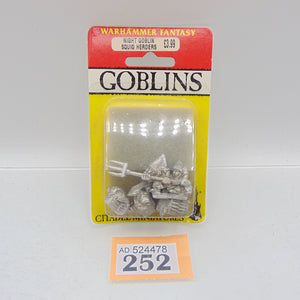 WARHAMMER FANTASY
NIGHT GOBLIN
SQUIG HERDERS
£3.99
GOBLINS
CITADEL MINIATURES
AD 524478
252